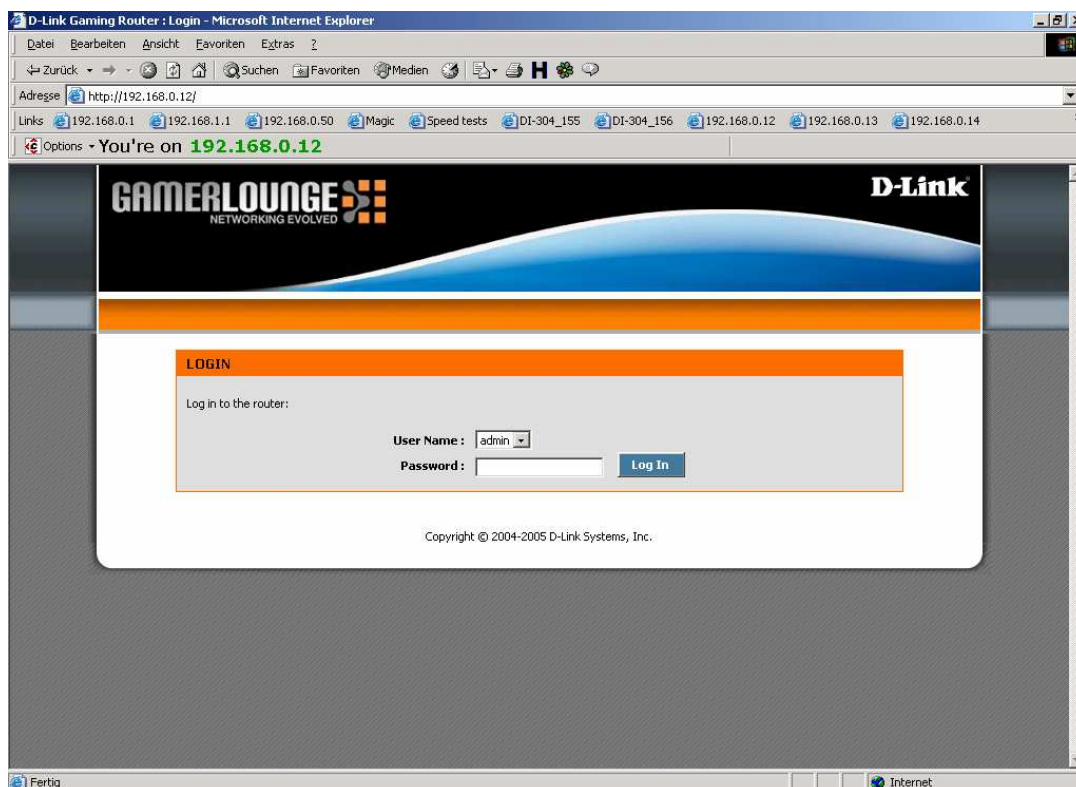 D-Link Gaming Router : Login - Microsoft Internet Explorer
Datei Bearbeiten Ansicht Favoriten Extras ?
Zurück Suchen Favoriten Medien
Adresse http://192.168.0.12/
Links 192.168.0.1 192.168.1.1 192.168.0.50 Magic Speed tests DI-304_155 DI-304_156 192.168.0.12 192.168.0.13 192.168.0.14
Options You're on 192.168.0.12
GAMERLOUNGE D-Link
NETWORKING EVOLVED
LOGIN
Log in to the router:
User Name : admin
Password : Log In
Copyright © 2004-2005 D-Link Systems, Inc.
Fertig Internet